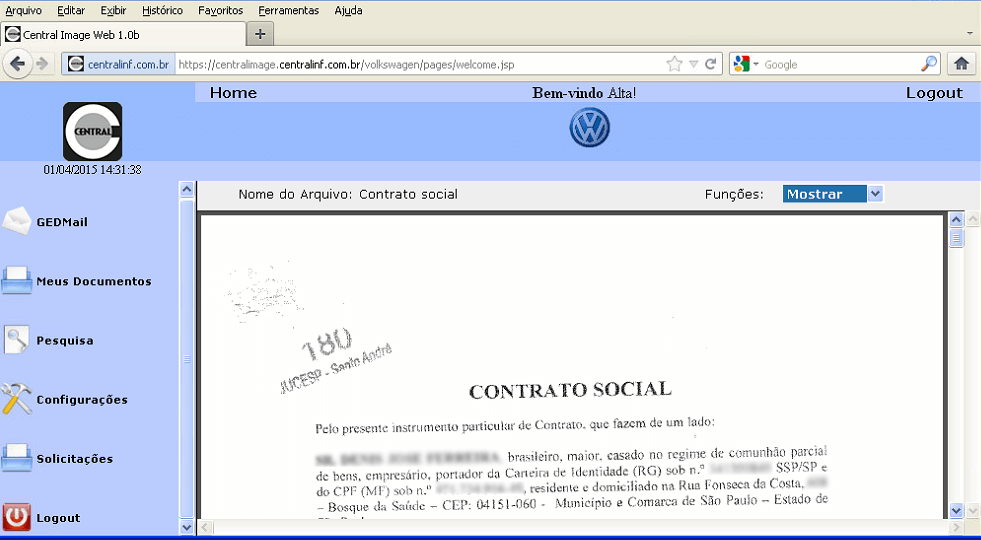 Arquivo Editar Exibir Histórico Favoritos Ferramentas Ajuda
Central Image Web 1.0b
centralinf.com.br https://centralimage.centralinf.com.br/volkswagen/pages/welcome.jsp Google
Home Bem-vindo Alta! Logout
CENTRAL
01/04/2015 14:31:38
Nome do Arquivo: Contrato social Funções: Mostrar
GEDMail
Meus Documentos
Pesquisa
Configurações
Solicitações
Logout
180
JUCESP - Santo André
CONTRATO SOCIAL
Pelo presente instrumento particular de Contrato, que fazem de um lado:
brasileiro, maior, casado no regime de comunhão parcial
de bens, empresário, portador da Carteira de Identidade (RG) sob n.º SSP/SP e
do CPF (MF) sob n.º , residente e domiciliado na Rua Fonseca da Costa,
– Bosque da Saúde – CEP: 04151-060 - Município e Comarca de São Paulo – Estado de